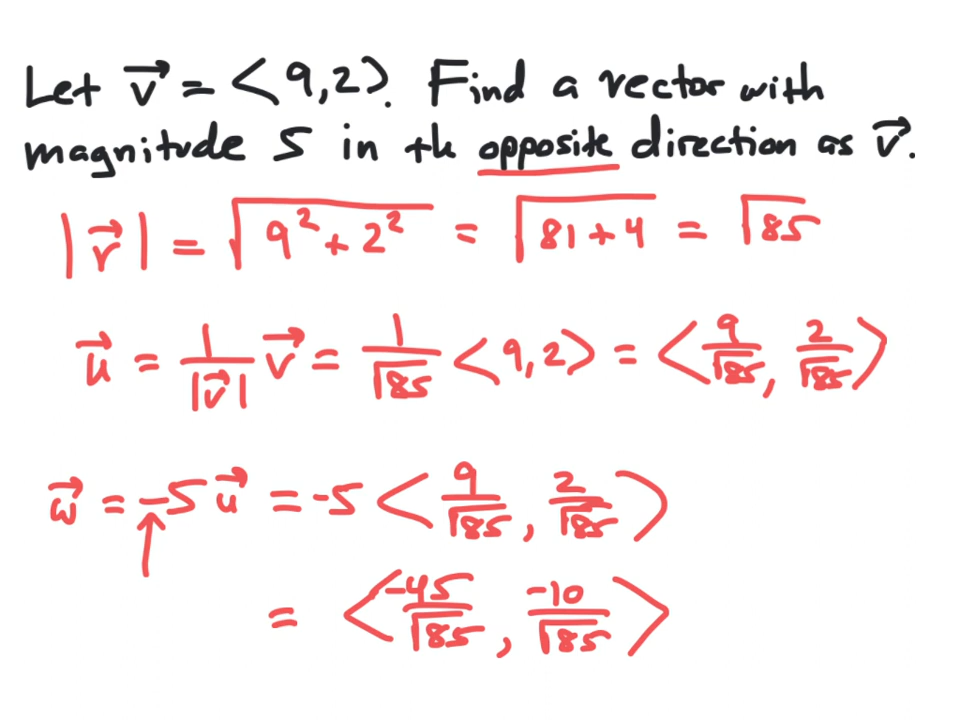 Let v⃗ = <9,2>. Find a vector with
magnitude 5 in the opposite direction as v⃗.
|v⃗| = √(9² + 2²) = √(81 + 4) = √85
u⃗ = 1/|v⃗| v⃗ = 1/√85 <9,2> = <9/√85, 2/√85>
w⃗ = -5 u⃗ = -5 <9/√85, 2/√85>
= <-45/√85, -10/√85>